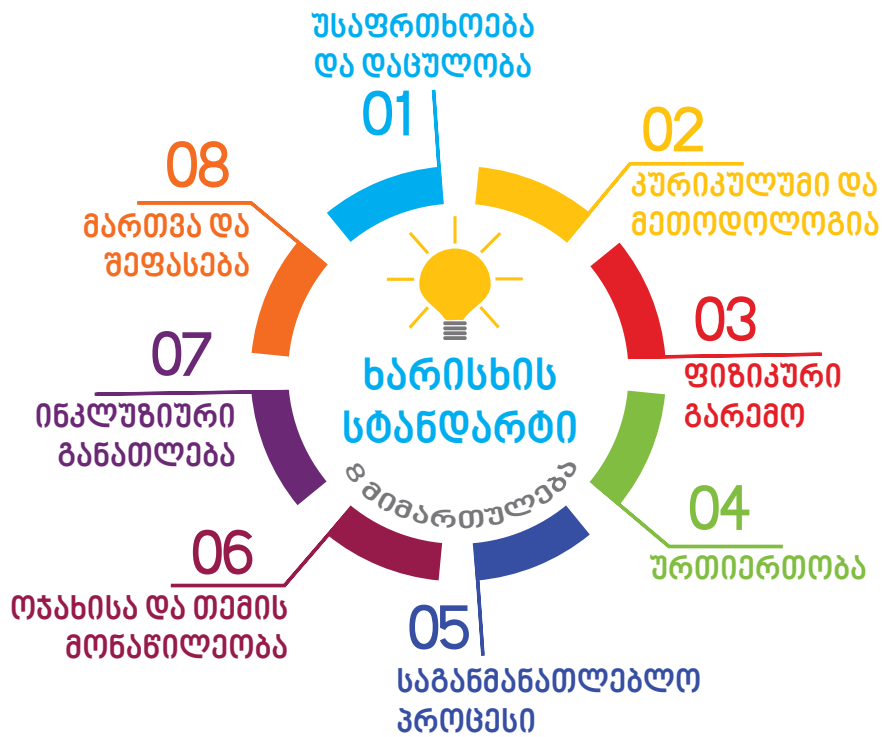 უსაფრთხოება
და დაცულობა
01
02
კურიკულუმი და
მეთოდოლოგია
03
ფიზიკური
გარემო
04
ურთიერთობა
05
საგანმანათლებლო
პროცესი
06
ოჯახისა და თემის
მონაწილეობა
07
ინკლუზიური
განათლება
08
მართვა და
შეფასება
ხარისხის
სტანდარტი
8 მიმართულება